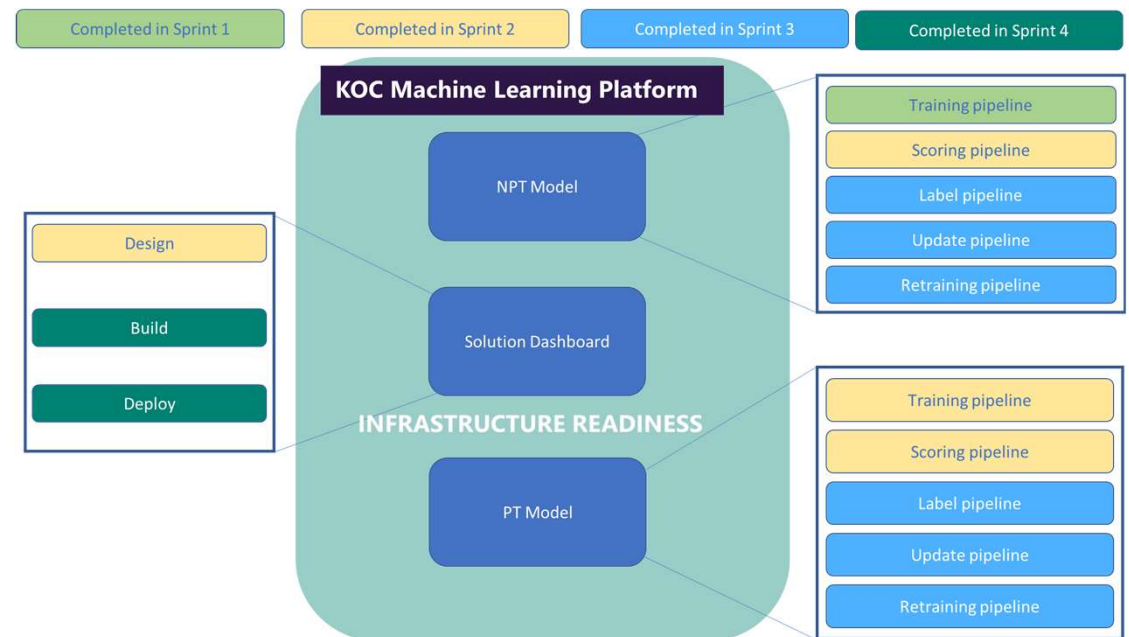 Completed in Sprint 1
Completed in Sprint 2
Completed in Sprint 3
Completed in Sprint 4
KOC Machine Learning Platform
NPT Model
Training pipeline
Scoring pipeline
Label pipeline
Update pipeline
Retraining pipeline
Design
Build
Deploy
Solution Dashboard
INFRASTRUCTURE READINESS
PT Model
Training pipeline
Scoring pipeline
Label pipeline
Update pipeline
Retraining pipeline